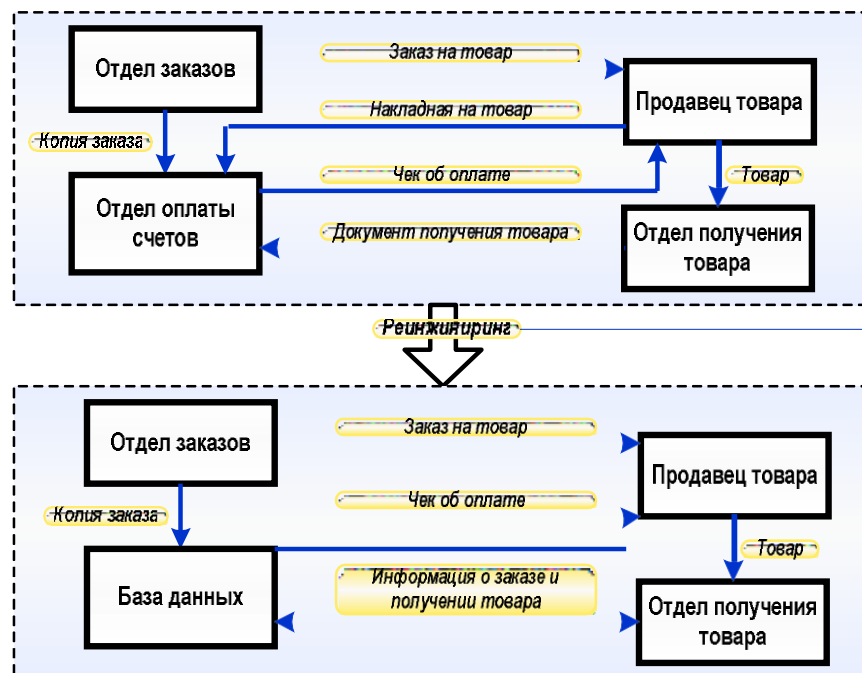 Отдел заказов
Заказ на товар
Продавец товара
Накладная на товар
Копия заказа
Чек об оплате
Товар
Отдел оплаты
счетов
Документ получения товара
Отдел получения
товара
Реинжиниринг
Отдел заказов
Заказ на товар
Продавец товара
Чек об оплате
Копия заказа
Товар
База данных
Информация о заказе и
получении товара
Отдел получения
товара